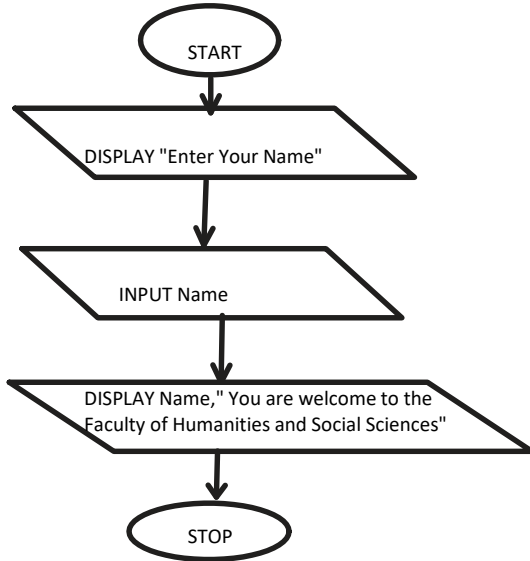 START
DISPLAY "Enter Your Name"
INPUT Name
DISPLAY Name," You are welcome to the
Faculty of Humanities and Social Sciences"
STOP